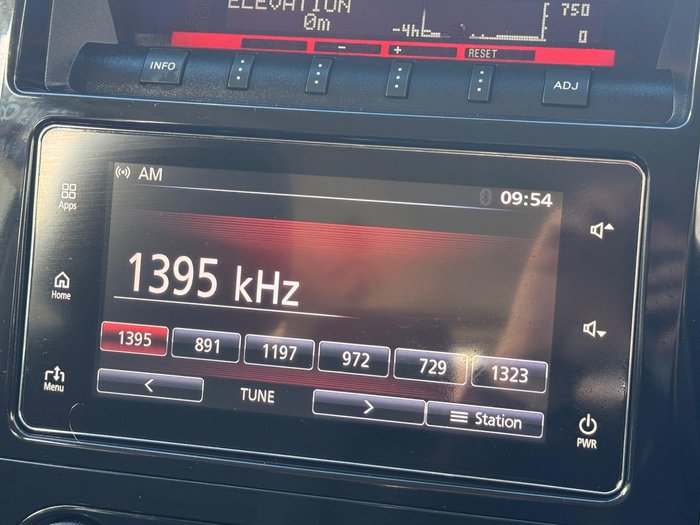 ELEVATION
0m
-4h
750
0
- + RESET
INFO
ADJ
AM
09:54
Apps
1395 kHz
Home
1395 891 1197 972 729 1323
Menu
< TUNE > Station
PWR